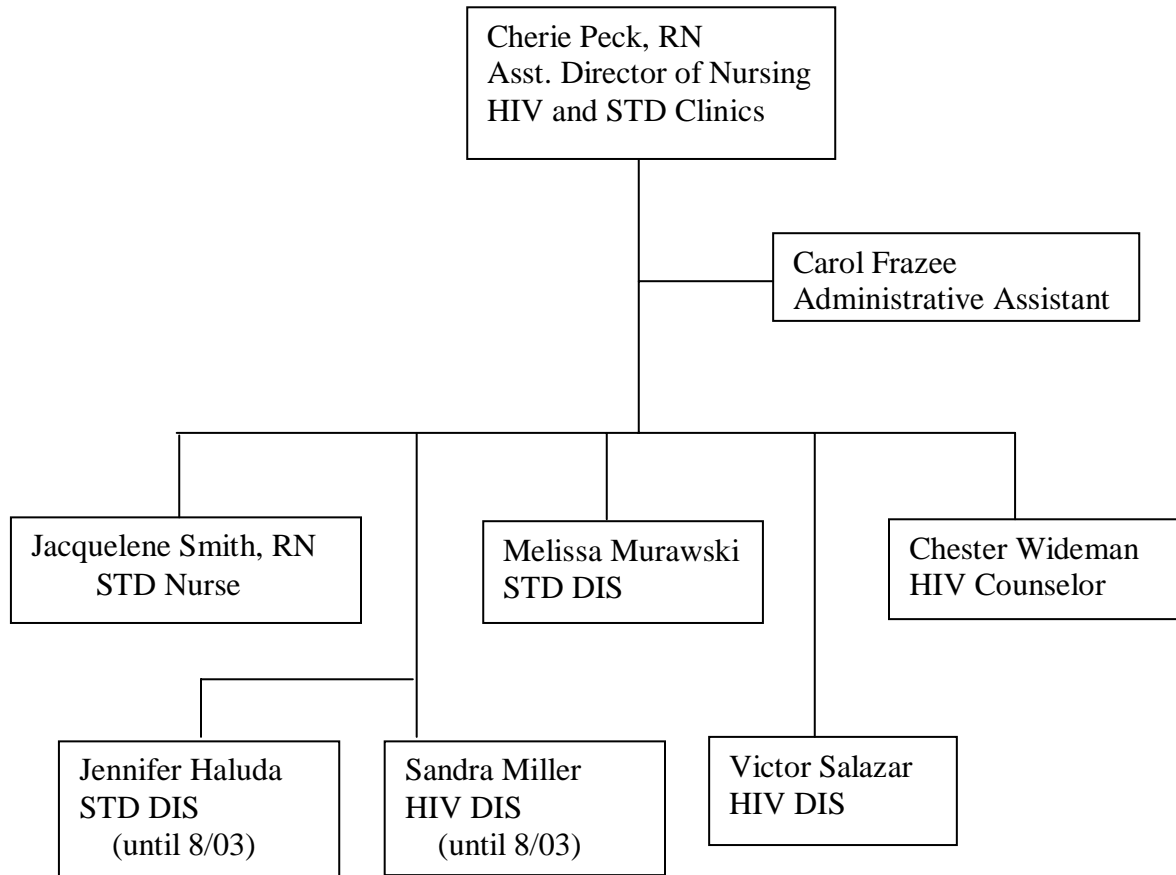 Cherie Peck, RN
Asst. Director of Nursing
HIV and STD Clinics
Carol Frazee
Administrative Assistant
Jacquelene Smith, RN
STD Nurse
Melissa Murawski
STD DIS
Chester Wideman
HIV Counselor
Jennifer Haluda
STD DIS
(until 8/03)
Sandra Miller
HIV DIS
(until 8/03)
Victor Salazar
HIV DIS